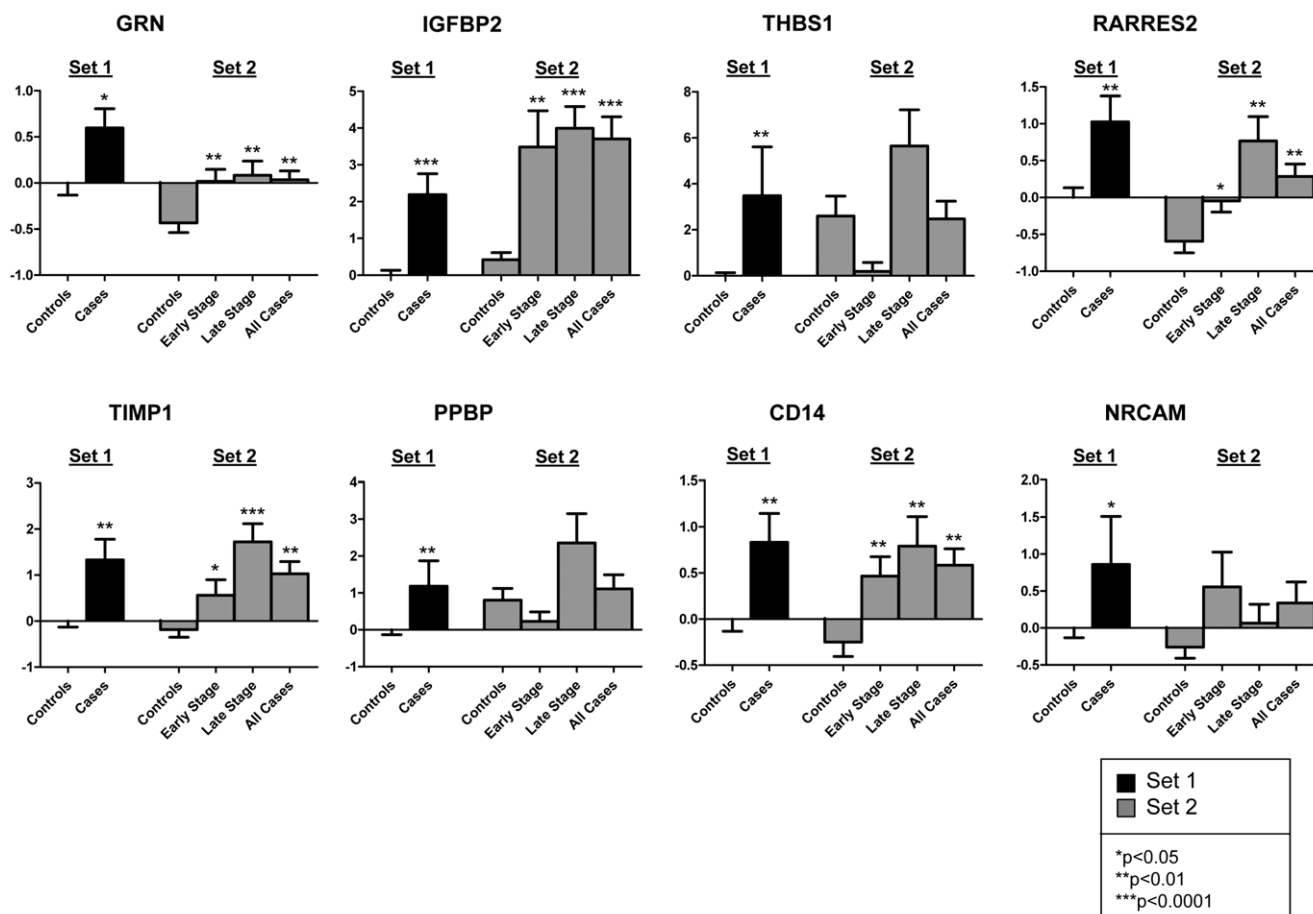 GRN
IGFBP2
THBS1
RARRES2
Set 1 Set 2
Set 1 Set 2
Set 1 Set 2
Set 1 Set 2
1.0
0.5
0.0
-0.5
-1.0
* ** ** **
Controls Cases Controls Early Stage Late Stage All Cases
5
4
3
2
1
0
*** ** *** ***
Controls Cases Controls Early Stage Late Stage All Cases
8
6
4
2
0
**
Controls Cases Controls Early Stage Late Stage All Cases
1.5
1.0
0.5
0.0
-0.5
-1.0
** * ** **
Controls Cases Controls Early Stage Late Stage All Cases
TIMP1
PPBP
CD14
NRCAM
Set 1 Set 2
Set 1 Set 2
Set 1 Set 2
Set 1 Set 2
3
2
1
0
-1
** * *** **
Controls Cases Controls Early Stage Late Stage All Cases
4
3
2
1
0
-1
**
Controls Cases Controls Early Stage Late Stage All Cases
1.5
1.0
0.5
0.0
-0.5
** ** ** **
Controls Cases Controls Early Stage Late Stage All Cases
2.0
1.5
1.0
0.5
0.0
-0.5
*
Controls Cases Controls Early Stage Late Stage All Cases
Set 1
Set 2
*p<0.05
**p<0.01
***p<0.0001